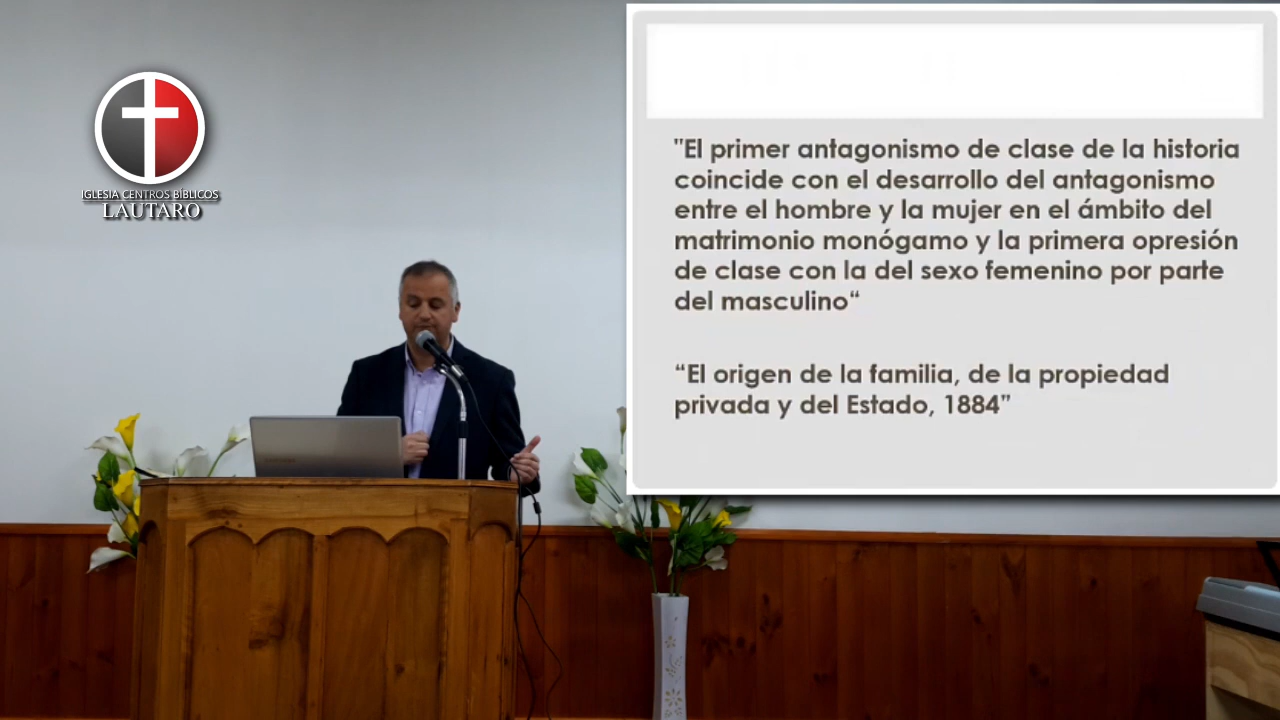 IGLESIA CENTROS BÍBLICOS
LAUTARO
"El primer antagonismo de clase de la historia
coincide con el desarrollo del antagonismo
entre el hombre y la mujer en el ámbito del
matrimonio monógamo y la primera opresión
de clase con la del sexo femenino por parte
del masculino“
“El origen de la familia, de la propiedad
privada y del Estado, 1884”